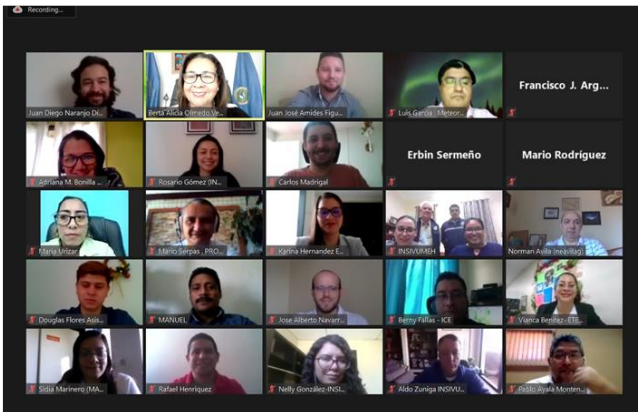 Recording...
Juan Diego Naranjo Dí...
Berta Alicia Olmedo Ve...
Juan José Amides Figu...
Luis García - Meteor...
Francisco J. Arg...
Adriana M. Bonilla ...
Rosario Gómez (IN...
Carlos Madrigal
Erbin Sermeño
Mario Rodríguez
María Urizar
Mario Serpas , PRO...
Karina Hernandez E...
INSIVUMEH
Norman Avila (neavilag)
Douglas Flores Asis...
MANUEL
Jose Alberto Navarr...
Berny Fallas - ICE
Vianca Benitez- ETE...
Sidia Marinero (MA...
Rafael Henriquez
Nelly González-INSI...
Aldo Zuniga INSIVU...
Pablo Ayala Monten...